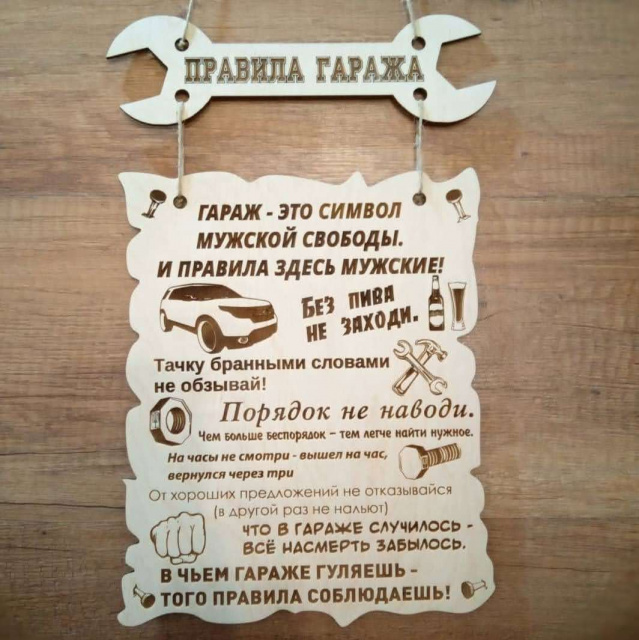 ПРАВИЛА ГАРАЖА
ГАРАЖ - ЭТО СИМВОЛ
МУЖСКОЙ СВОБОДЫ.
И ПРАВИЛА ЗДЕСЬ МУЖСКИЕ!
БЕЗ ПИВА
НЕ ЗАХОДИ.
Тачку бранными словами
не обзывай!
Порядок не наводи.
Чем больше беспорядок – тем легче найти нужное.
На часы не смотри - вышел на час,
вернулся через три
От хороших предложений не отказывайся
(в другой раз не нальют)
ЧТО В ГАРАЖЕ СЛУЧИЛОСЬ -
ВСЁ НАСМЕРТЬ ЗАБЫЛОСЬ.
В ЧЬЕМ ГАРАЖЕ ГУЛЯЕШЬ -
ТОГО ПРАВИЛА СОБЛЮДАЕШЬ!